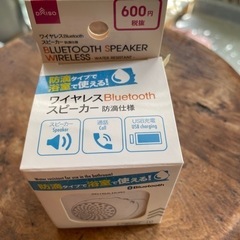 DAISO
600円
税抜
ワイヤレスBluetooth
スピーカー 防滴仕様
BLUETOOTH SPEAKER
WIRELESS
防滴タイプで
浴室で使える!
ワイヤレスBluetooth
スピーカー 防滴仕様
スピーカー
Speaker
通話
Call
USB充電
USB charging
防滴タイプで浴室で使える!
Bluetooth